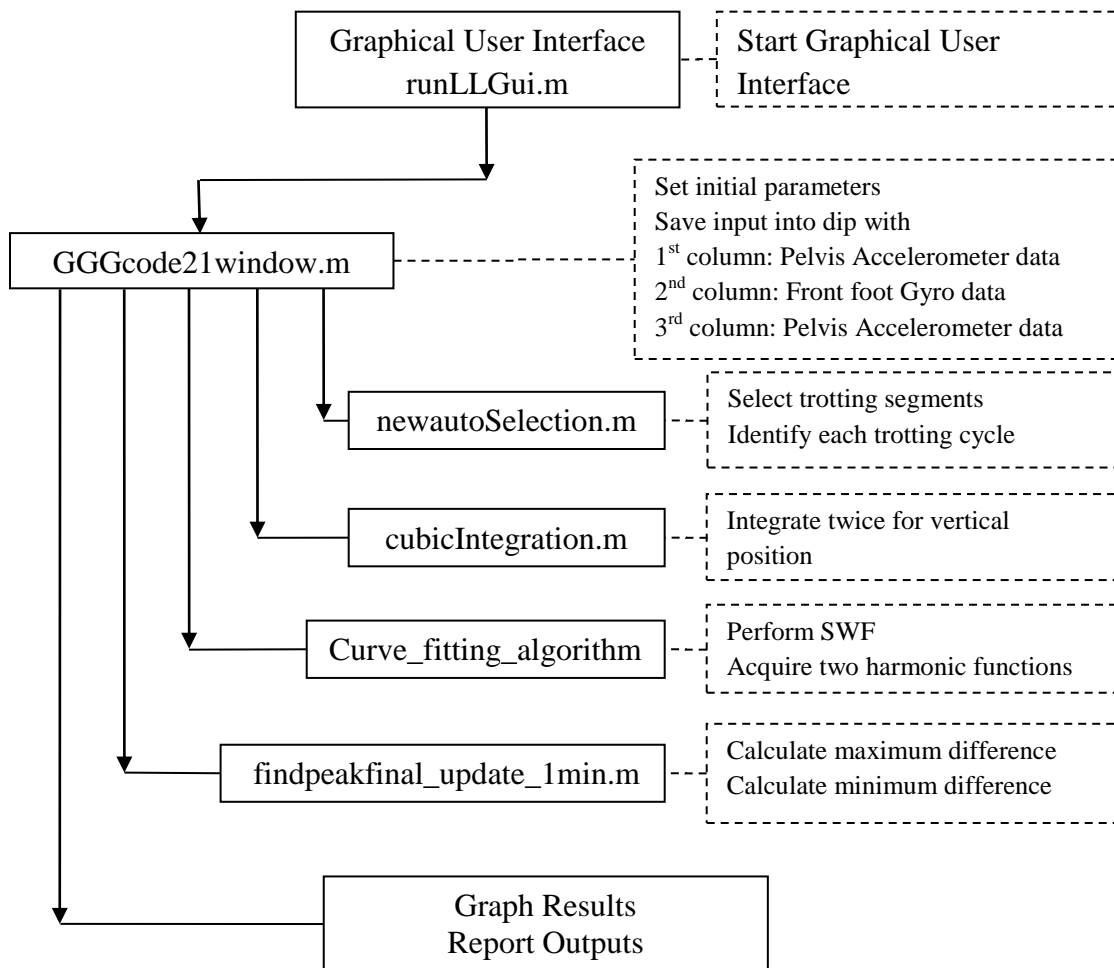 Graphical User Interface
runLLGui.m
Start Graphical User
Interface
GGGcode21window.m
Set initial parameters
Save input into dip with
1st column: Pelvis Accelerometer data
2nd column: Front foot Gyro data
3rd column: Pelvis Accelerometer data
newautoSelection.m
Select trotting segments
Identify each trotting cycle
cubicIntegration.m
Integrate twice for vertical
position
Curve_fitting_algorithm
Perform SWF
Acquire two harmonic functions
findpeakfinal_update_1min.m
Calculate maximum difference
Calculate minimum difference
Graph Results
Report Outputs